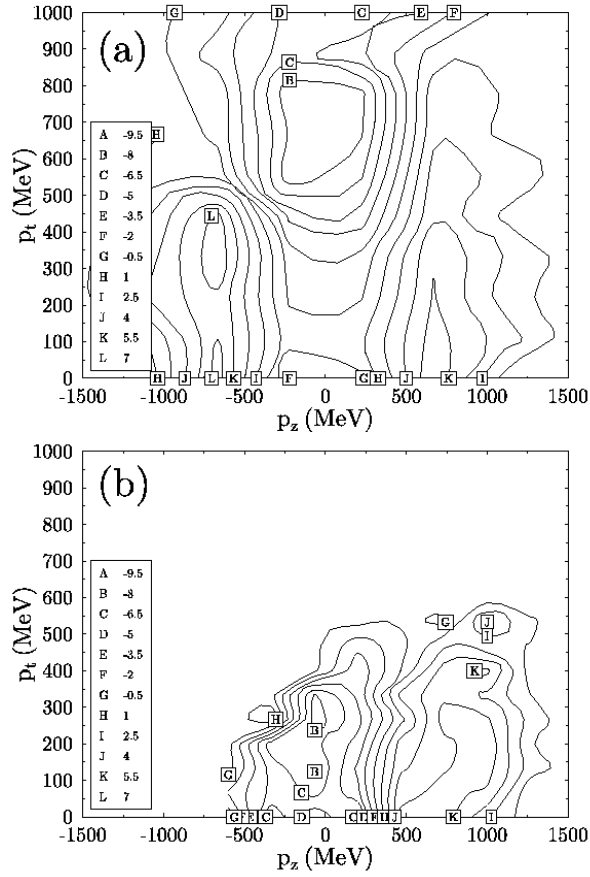 G D C E F
1000
900
800
700
600
500
400
300
200
100
0
(a)
C
B
H
L
A -9.5
B -8
C -6.5
D -5
E -3.5
F -2
G -0.5
H 1
I 2.5
J 4
K 5.5
L 7
H J L K I F G H J K I
-1500 -1000 -500 0 500 1000 1500
pz (MeV)
pt (MeV)
1000
900
800
700
600
500
400
300
200
100
0
(b)
G J
I
K
H
B
G B
C
A -9.5
B -8
C -6.5
D -5
E -3.5
F -2
G -0.5
H 1
I 2.5
J 4
K 5.5
L 7
G F E C D C D F J K I
-1500 -1000 -500 0 500 1000 1500
pz (MeV)
pt (MeV)